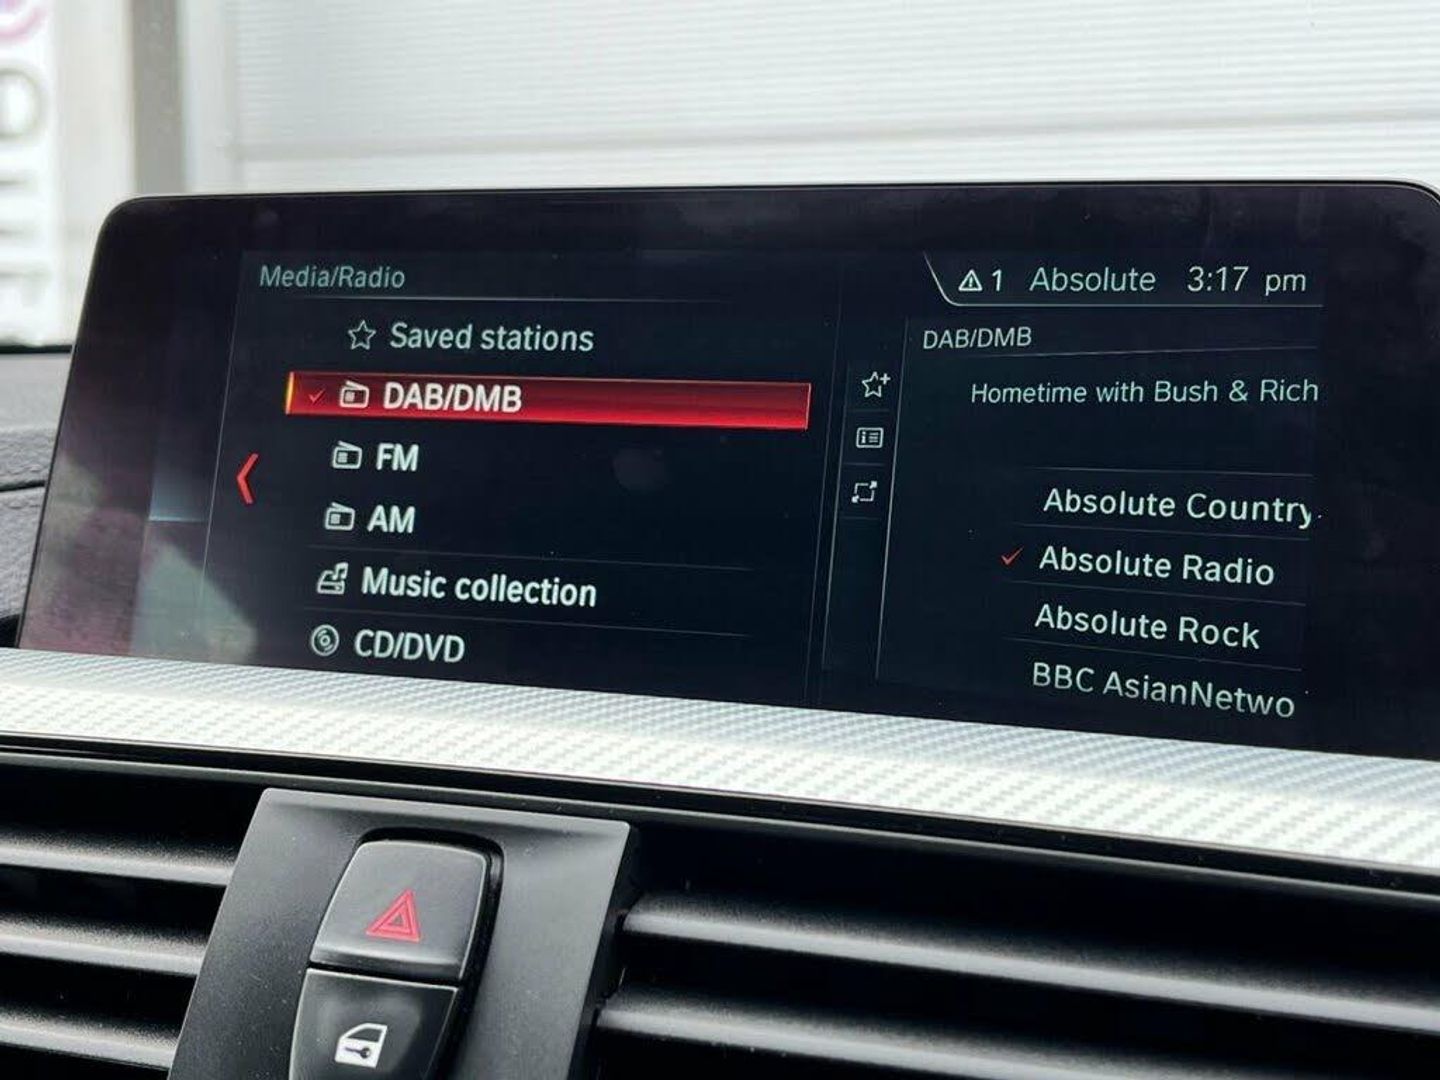 Media/Radio
1 Absolute 3:17 pm
Saved stations
DAB/DMB
FM
AM
Music collection
CD/DVD
DAB/DMB
Hometime with Bush & Rich
Absolute Country
Absolute Radio
Absolute Rock
BBC AsianNetwo